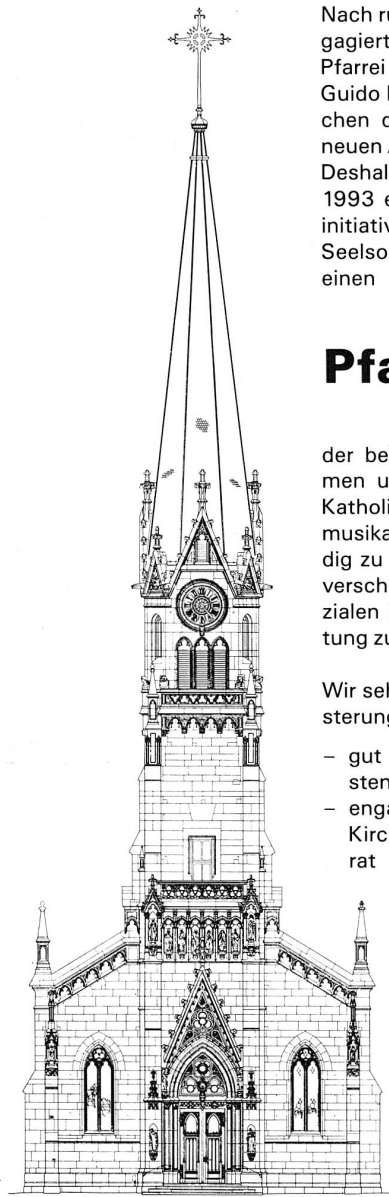 Nach ru
gagiert
Pfarrei
Guido
chen d
neuen
Deshal
1993 e
initiativ
Seelso
einen
Pfa
der be
men u
Katholi
musika
dig zu
versch
zialen
tung zu
Wir seh
sterung
– gut
sten
– enga
Kirc
rat